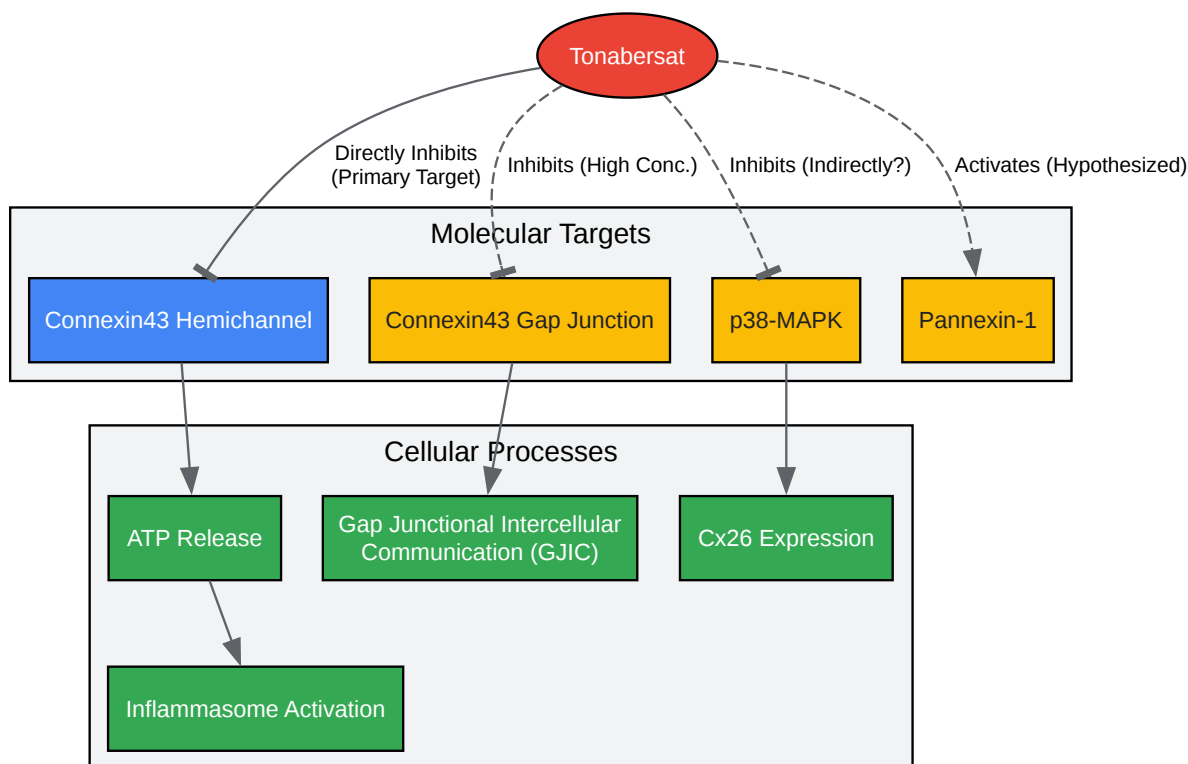 Tonabersat
Directly Inhibits
(Primary Target)
Inhibits (High Conc.)
Inhibits (Indirectly?)
Activates (Hypothesized)
Molecular Targets
Connexin43 Hemichannel
Connexin43 Gap Junction
p38-MAPK
Pannexin-1
Cellular Processes
ATP Release
Gap Junctional Intercellular
Communication (GJIC)
Cx26 Expression
Inflammasome Activation